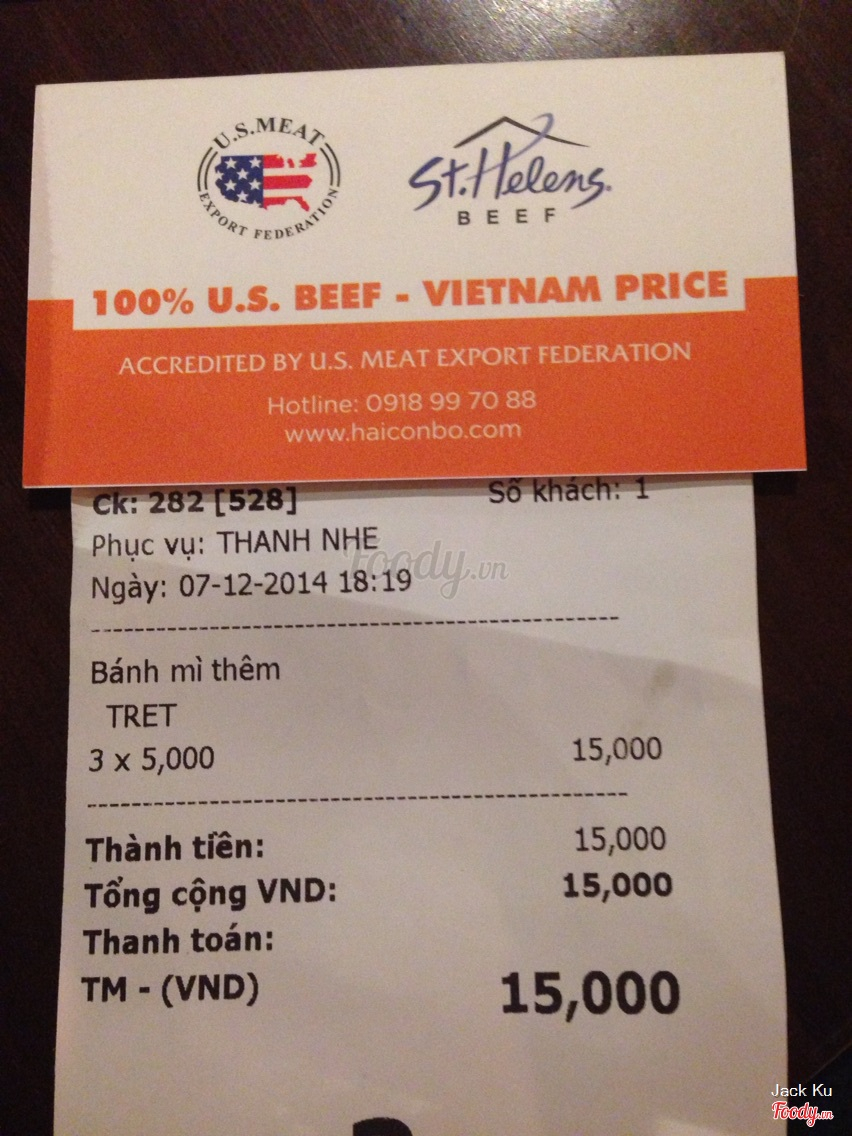 U.S. MEAT
EXPORT FEDERATION
St. Helens
BEEF
100% U.S. BEEF - VIETNAM PRICE
ACCREDITED BY U.S. MEAT EXPORT FEDERATION
Hotline: 0918 99 70 88
www.haiconbo.com
Ck: 282 [528] Số khách: 1
Phục vụ: THANH NHE
Foody.vn
Ngày: 07-12-2014 18:19
Bánh mì thêm
TRET
3 x 5,000 15,000
Thành tiền: 15,000
Tổng cộng VND: 15,000
Thanh toán:
TM - (VND) 15,000
Jack Ku
Foody.vn